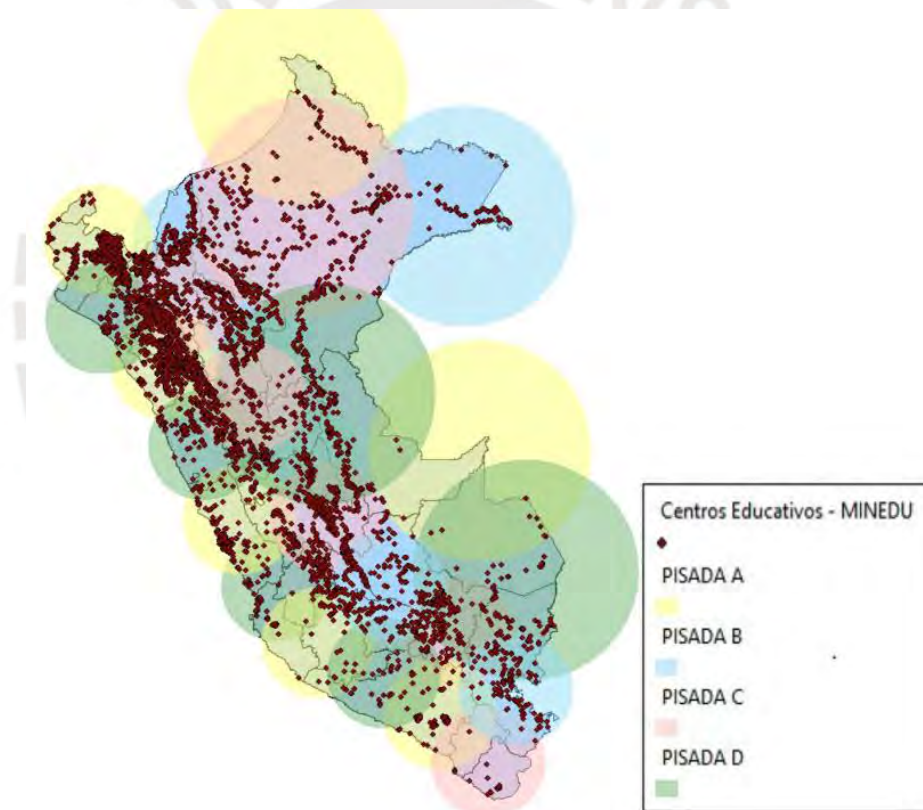 Centros Educativos - MINEDU
PISADA A
PISADA B
PISADA C
PISADA D